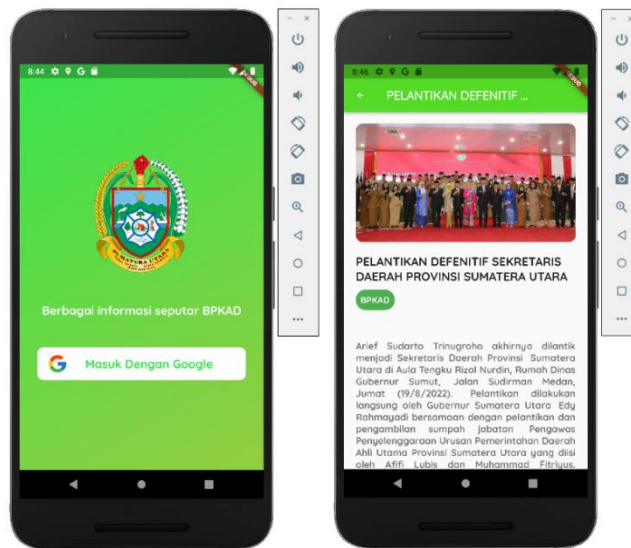 8:44
G
DEBUG
SUMATERA UTARA
Berbagai informasi seputar BPKAD
Masuk Dengan Google
8:46
G
PELANTIKAN DEFENITIF ...
PELANTIKAN DEFENITIF SEKRETARIS
DAERAH PROVINSI SUMATERA UTARA
BPKAD
Arief Sudarto Trinugroho akhirnya dilantik
menjadi Sekretaris Daerah Provinsi Sumatera
Utara di Aula Tengku Rizal Nurdin, Rumah Dinas
Gubernur Sumut, Jalan Sudirman Medan,
Jumat (19/8/2022). Pelantikan dilakukan
langsung oleh Gubernur Sumatera Utara Edy
Rahmayadi bersamaan dengan pelantikan dan
pengambilan sumpah jabatan Pengawas
Penyelenggaraan Urusan Pemerintahan Daerah
Ahli Utama Provinsi Sumatera Utara yang diisi
oleh Afifi Lubis dan Muhammad Fitriyus.